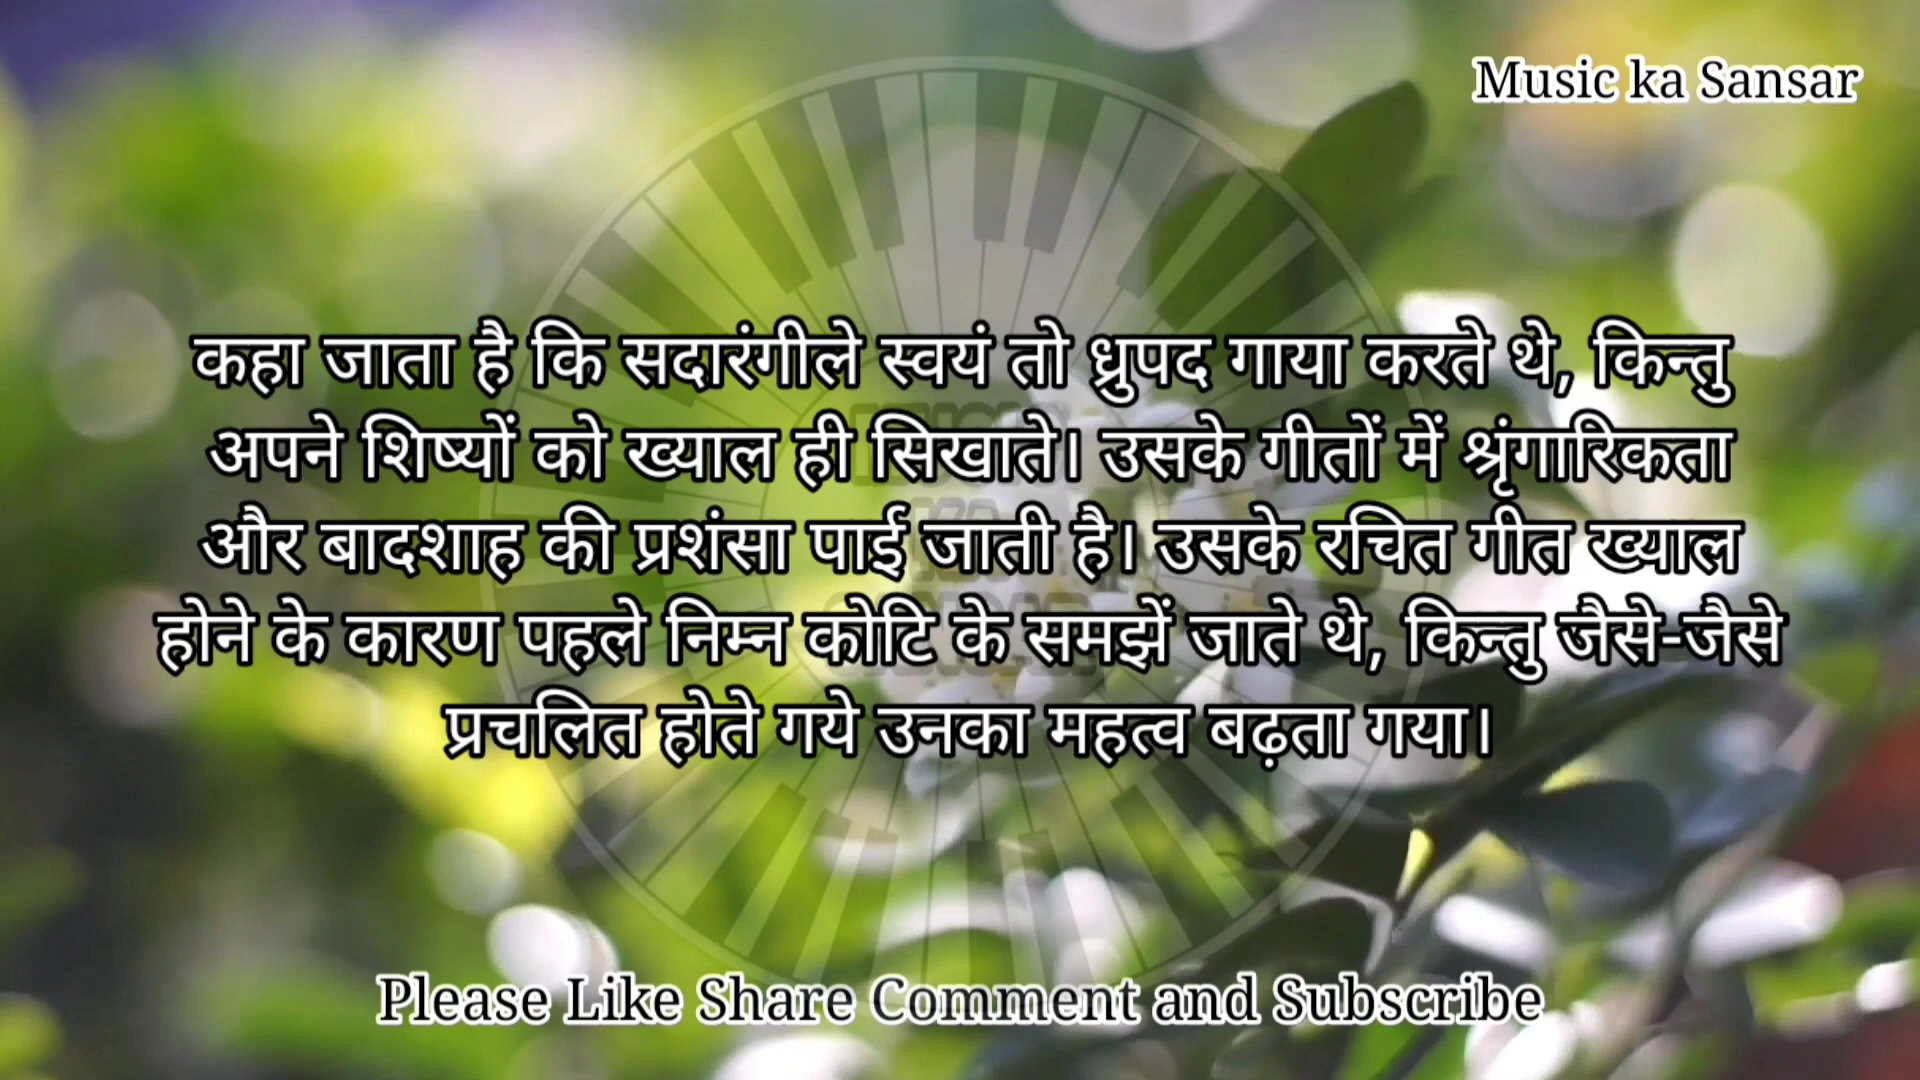 Music ka Sansar
कहा जाता है कि सदारंगीले स्वयं तो ध्रुपद गाया करते थे, किन्तु
अपने शिष्यों को ख्याल ही सिखाते। उसके गीतों में श्रृंगारिकता
और बादशाह की प्रशंसा पाई जाती है। उसके रचित गीत ख्याल
होने के कारण पहले निम्न कोटि के समझें जाते थे, किन्तु जैसे-जैसे
प्रचलित होते गये उनका महत्व बढ़ता गया।
Please Like Share Comment and Subscribe